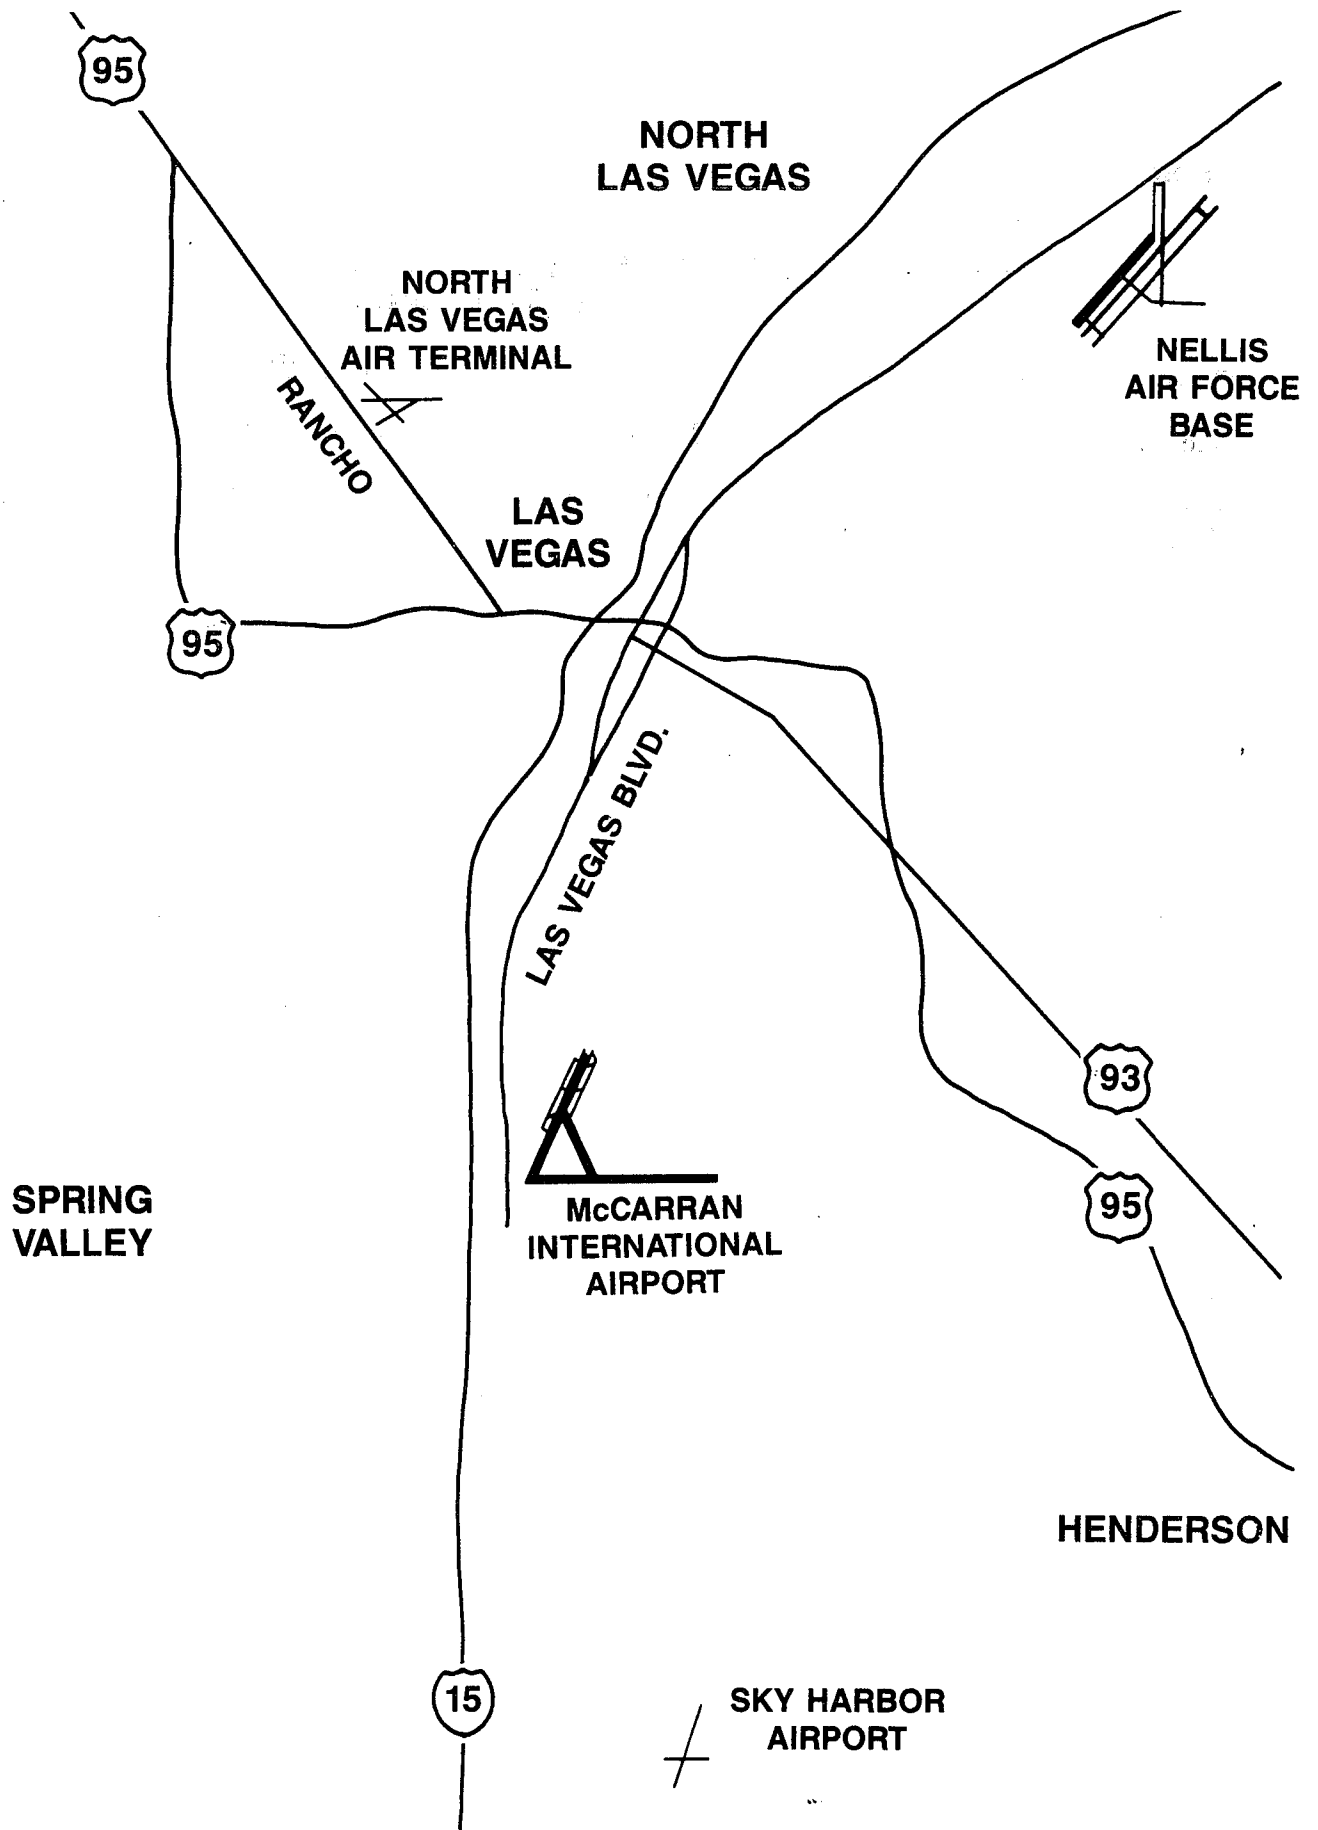 95
NORTH
LAS VEGAS
NORTH
LAS VEGAS
AIR TERMINAL
RANCHO
NELLIS
AIR FORCE
BASE
LAS
VEGAS
95
LAS VEGAS BLVD.
93
95
SPRING
VALLEY
McCARRAN
INTERNATIONAL
AIRPORT
HENDERSON
15
SKY HARBOR
AIRPORT